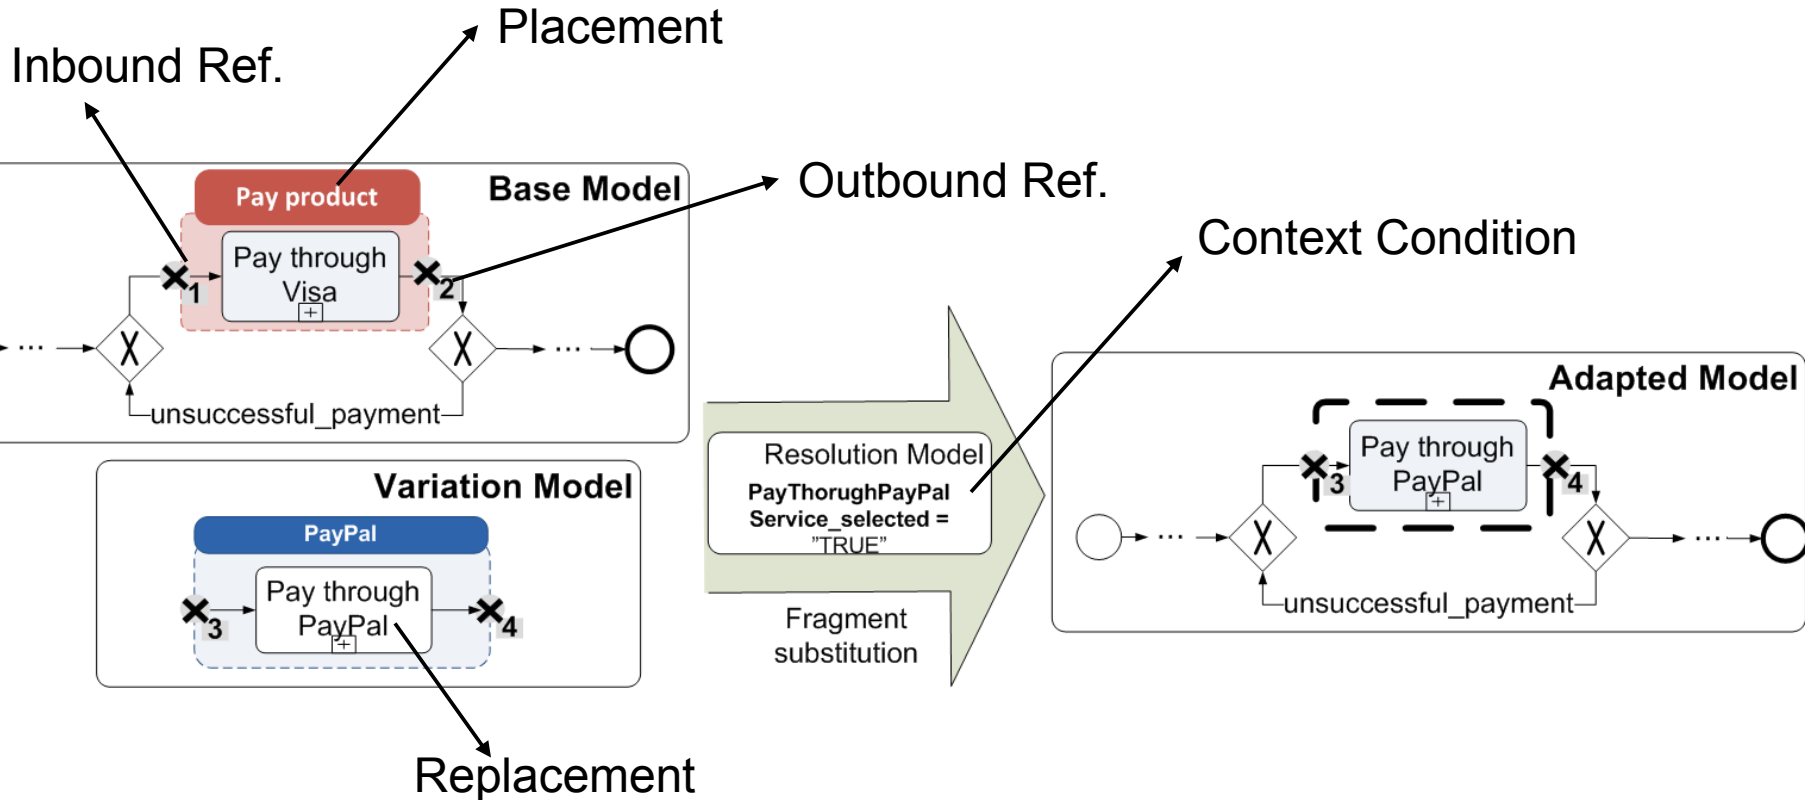 Placement
Inbound Ref.
Pay product
Base Model
Outbound Ref.
Pay through
Visa
+
1
2
X
X
...
...
unsuccessful_payment
Context Condition
Variation Model
PayPal
Pay through
PayPal
+
3
4
Replacement
Resolution Model
PayThorughPayPal
Service_selected =
"TRUE"
Fragment
substitution
Adapted Model
Pay through
PayPal
+
3
4
X
X
...
...
unsuccessful_payment